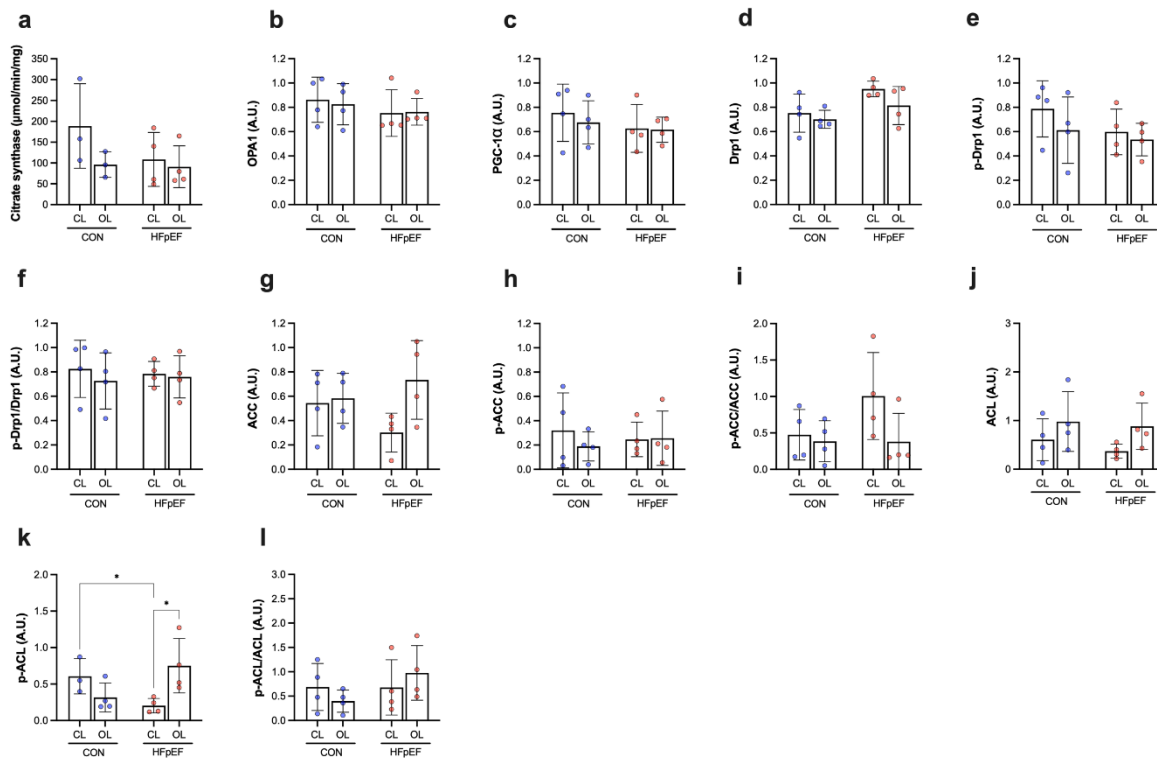 a
Citrate synthase (μmol/min/mg)
350
300
250
200
150
100
50
0
CL OL CL OL
CON HFpEF
b
OPA1 (A.U.)
1.2
1.0
0.8
0.6
0.4
0.2
0.0
CL OL CL OL
CON HFpEF
c
PGC-1α (A.U.)
1.2
1.0
0.8
0.6
0.4
0.2
0.0
CL OL CL OL
CON HFpEF
d
Drp1 (A.U.)
1.2
1.0
0.8
0.6
0.4
0.2
0.0
CL OL CL OL
CON HFpEF
e
p-Drp1 (A.U.)
1.2
1.0
0.8
0.6
0.4
0.2
0.0
CL OL CL OL
CON HFpEF
f
p-Drp1/Drp1 (A.U.)
1.2
1.0
0.8
0.6
0.4
0.2
0.0
CL OL CL OL
CON HFpEF
g
ACC (A.U.)
1.2
1.0
0.8
0.6
0.4
0.2
0.0
CL OL CL OL
CON HFpEF
h
p-ACC (A.U.)
1.2
1.0
0.8
0.6
0.4
0.2
0.0
CL OL CL OL
CON HFpEF
i
p-ACC/ACC (A.U.)
2.0
1.5
1.0
0.5
0.0
CL OL CL OL
CON HFpEF
j
ACL (A.U.)
3
2
1
0
CL OL CL OL
CON HFpEF
k
p-ACL (A.U.)
2.0
1.5
1.0
0.5
0.0
*
*
CL OL CL OL
CON HFpEF
l
p-ACL/ACL (A.U.)
3.0
2.5
2.0
1.5
1.0
0.5
0.0
CL OL CL OL
CON HFpEF